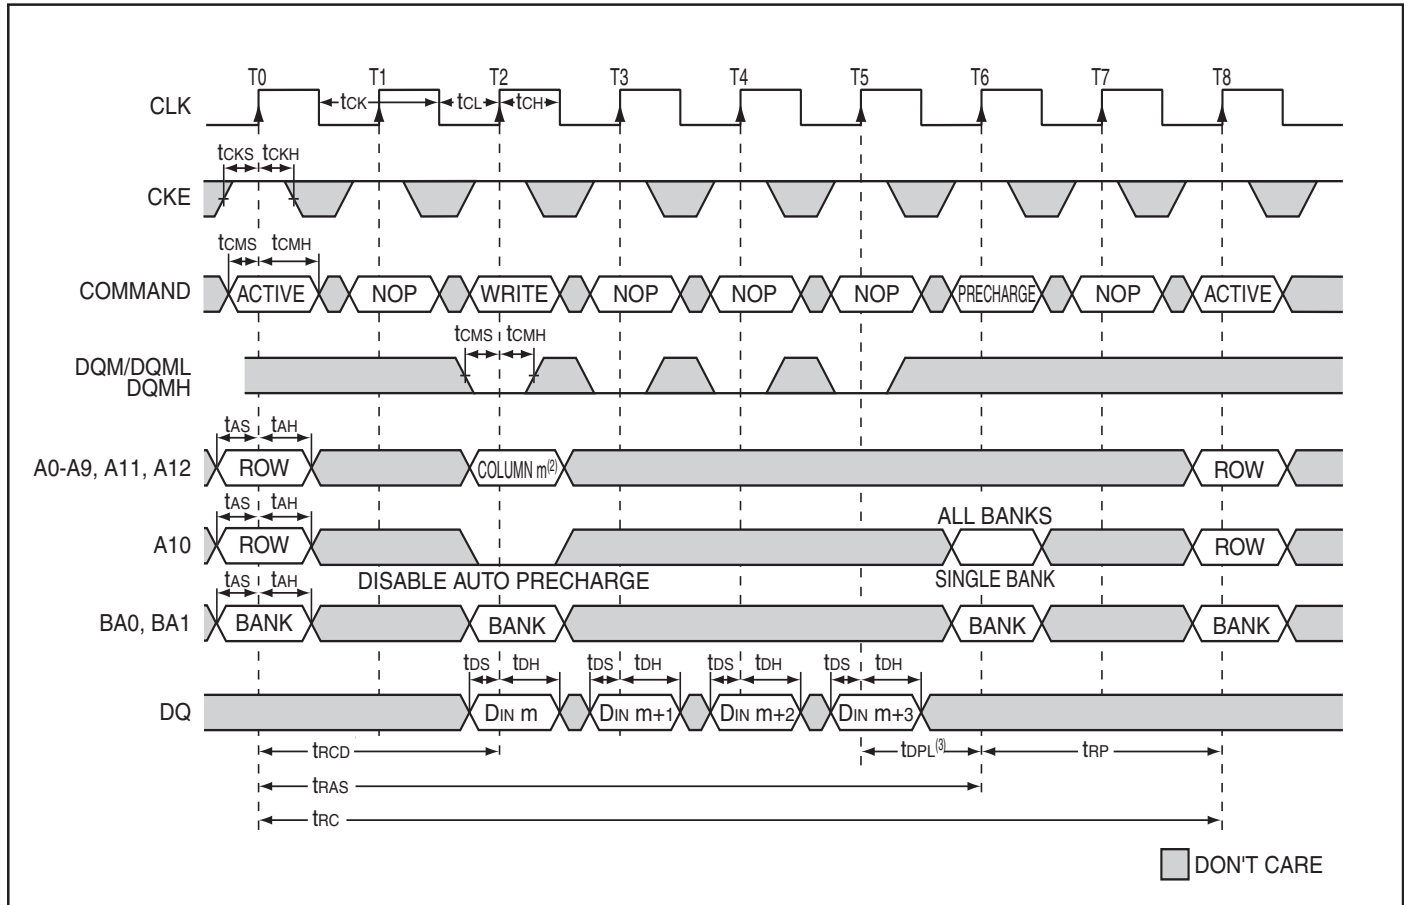 T0 T1 T2 T3 T4 T5 T6 T7 T8
CLK tCK tCL tCH
tCKS tCKH
CKE
tCMS tCMH
COMMAND ACTIVE NOP WRITE NOP NOP NOP PRECHARGE NOP ACTIVE
tCMS tCMH
DQM/DQML
DQMH
tAS tAH
A0-A9, A11, A12 ROW COLUMN m(2) ROW
tAS tAH ALL BANKS
A10 ROW ROW
DISABLE AUTO PRECHARGE SINGLE BANK
tAS tAH
BA0, BA1 BANK BANK BANK BANK
tDS tDH tDS tDH tDS tDH tDS tDH
DQ DIN m DIN m+1 DIN m+2 DIN m+3
tRCD tDPL(3) tRP
tRAS
tRC
DON'T CARE